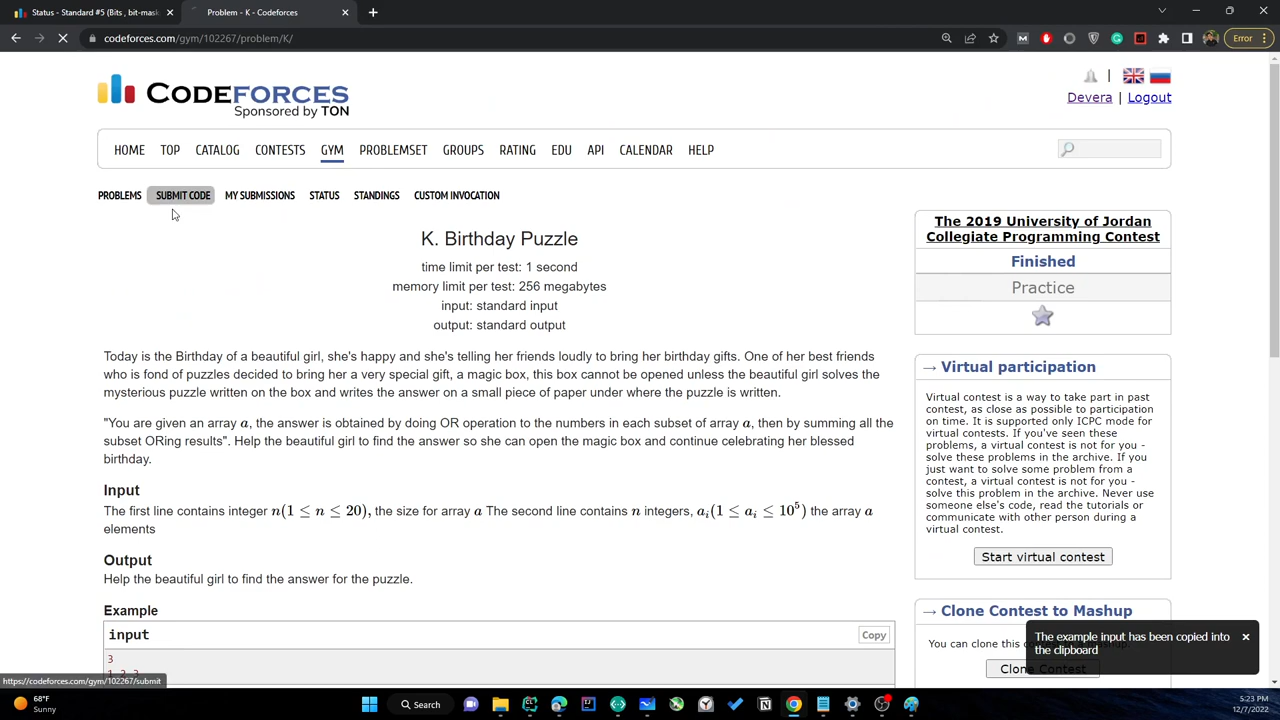 Status - Standard #5 (Bits , bit-mask
Problem - K - Codeforces
codeforces.com/gym/102267/problem/K/
Error
CODEFORCES
Sponsored by TON
Devera | Logout
HOME TOP CATALOG CONTESTS GYM PROBLEMSET GROUPS RATING EDU API CALENDAR HELP
PROBLEMS SUBMIT CODE MY SUBMISSIONS STATUS STANDINGS CUSTOM INVOCATION
K. Birthday Puzzle
time limit per test: 1 second
memory limit per test: 256 megabytes
input: standard input
output: standard output
Today is the Birthday of a beautiful girl, she's happy and she's telling her friends loudly to bring her birthday gifts. One of her best friends
who is fond of puzzles decided to bring her a very special gift, a magic box, this box cannot be opened unless the beautiful girl solves the
mysterious puzzle written on the box and writes the answer on a small piece of paper under where the puzzle is written.
"You are given an array a, the answer is obtained by doing OR operation to the numbers in each subset of array a, then by summing all the
subset ORing results". Help the beautiful girl to find the answer so she can open the magic box and continue celebrating her blessed
birthday.
Input
The first line contains integer n(1 ≤ n ≤ 20), the size for array a The second line contains n integers, aᵢ(1 ≤ aᵢ ≤ 10⁵) the array a
elements
Output
Help the beautiful girl to find the answer for the puzzle.
Example
input
Copy
3
1 2 3
The 2019 University of Jordan
Collegiate Programming Contest
Finished
Practice
→ Virtual participation
Virtual contest is a way to take part in past
contest, as close as possible to participation
on time. It is supported only ICPC mode for
virtual contests. If you've seen these
problems, a virtual contest is not for you -
solve these problems in the archive. If you
just want to solve some problem from a
contest, a virtual contest is not for you -
solve this problem in the archive. Never use
someone else's code, read the tutorials or
communicate with other person during a
virtual contest.
Start virtual contest
→ Clone Contest to Mashup
You can clone this
Clone Contest
The example input has been copied into
the clipboard
https://codeforces.com/gym/102267/submit
68°F
Sunny
Search
5:23 PM
12/7/2022